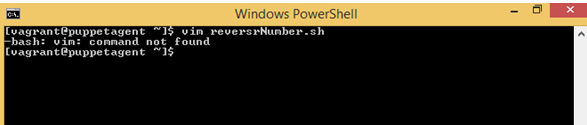 Windows PowerShell
[vagrant@puppetagent ~]$ vim reversrNumber.sh
-bash: vim: command not found
[vagrant@puppetagent ~]$